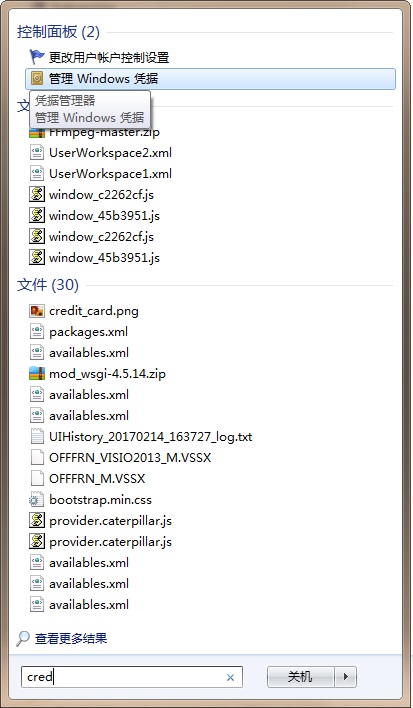 控制面板 (2)
更改用户帐户控制设置
管理 Windows 凭据
凭据管理器
管理 Windows 凭据
文
FFmpeg-master.zip
UserWorkspace2.xml
UserWorkspace1.xml
window_c2262cf.js
window_45b3951.js
window_c2262cf.js
window_45b3951.js
文件 (30)
credit_card.png
packages.xml
availables.xml
mod_wsgi-4.5.14.zip
availables.xml
availables.xml
UIHistory_20170214_163727_log.txt
OFFFRN_VISIO2013_M.VSSX
OFFFRN_M.VSSX
bootstrap.min.css
provider.caterpillar.js
provider.caterpillar.js
availables.xml
availables.xml
availables.xml
查看更多结果
cred
关机